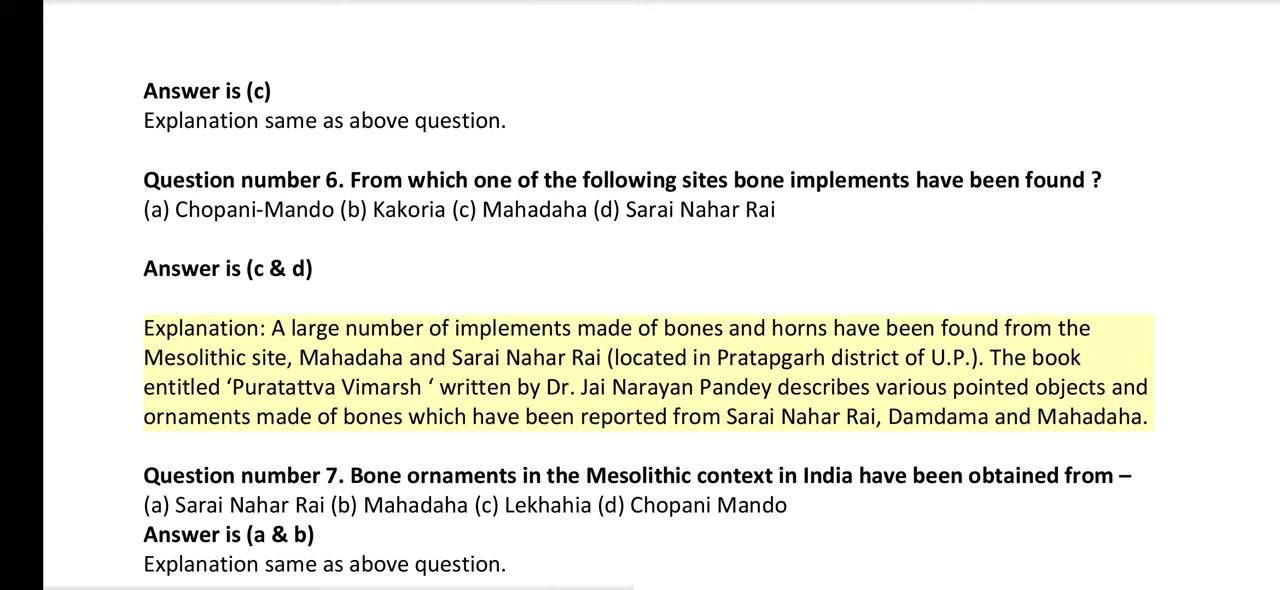 Answer is (c)
Explanation same as above question.
Question number 6. From which one of the following sites bone implements have been found ?
(a) Chopani-Mando (b) Kakoria (c) Mahadaha (d) Sarai Nahar Rai
Answer is (c & d)
Explanation: A large number of implements made of bones and horns have been found from the
Mesolithic site, Mahadaha and Sarai Nahar Rai (located in Pratapgarh district of U.P.). The book
entitled ‘Puratattva Vimarsh ‘ written by Dr. Jai Narayan Pandey describes various pointed objects and
ornaments made of bones which have been reported from Sarai Nahar Rai, Damdama and Mahadaha.
Question number 7. Bone ornaments in the Mesolithic context in India have been obtained from –
(a) Sarai Nahar Rai (b) Mahadaha (c) Lekhahia (d) Chopani Mando
Answer is (a & b)
Explanation same as above question.